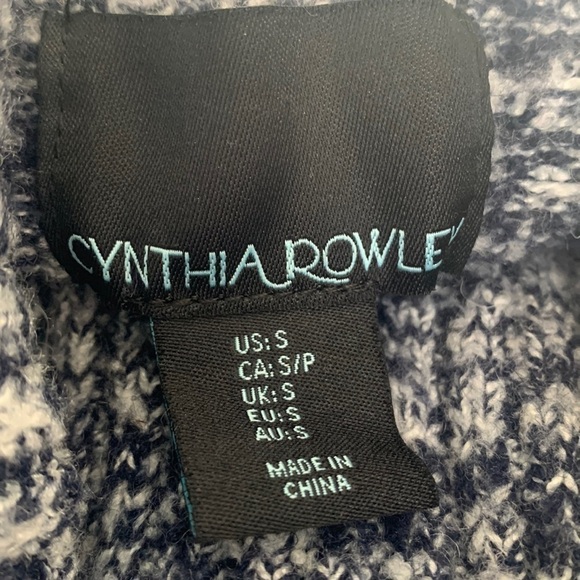 CYNTHIA ROWLEY
US: S
CA: S/P
UK: S
EU: S
AU: S
MADE IN
CHINA